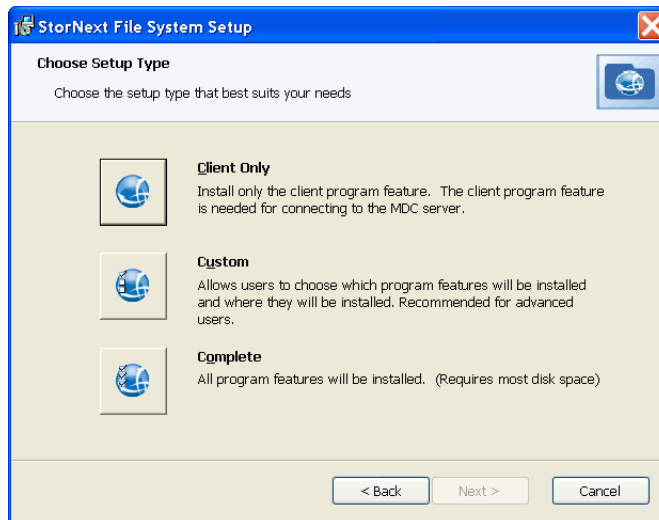 StorNext File System Setup
Choose Setup Type
Choose the setup type that best suits your needs
Client Only
Install only the client program feature. The client program feature
is needed for connecting to the MDC server.
Custom
Allows users to choose which program features will be installed
and where they will be installed. Recommended for advanced
users.
Complete
All program features will be installed. (Requires most disk space)
< Back
Next >
Cancel